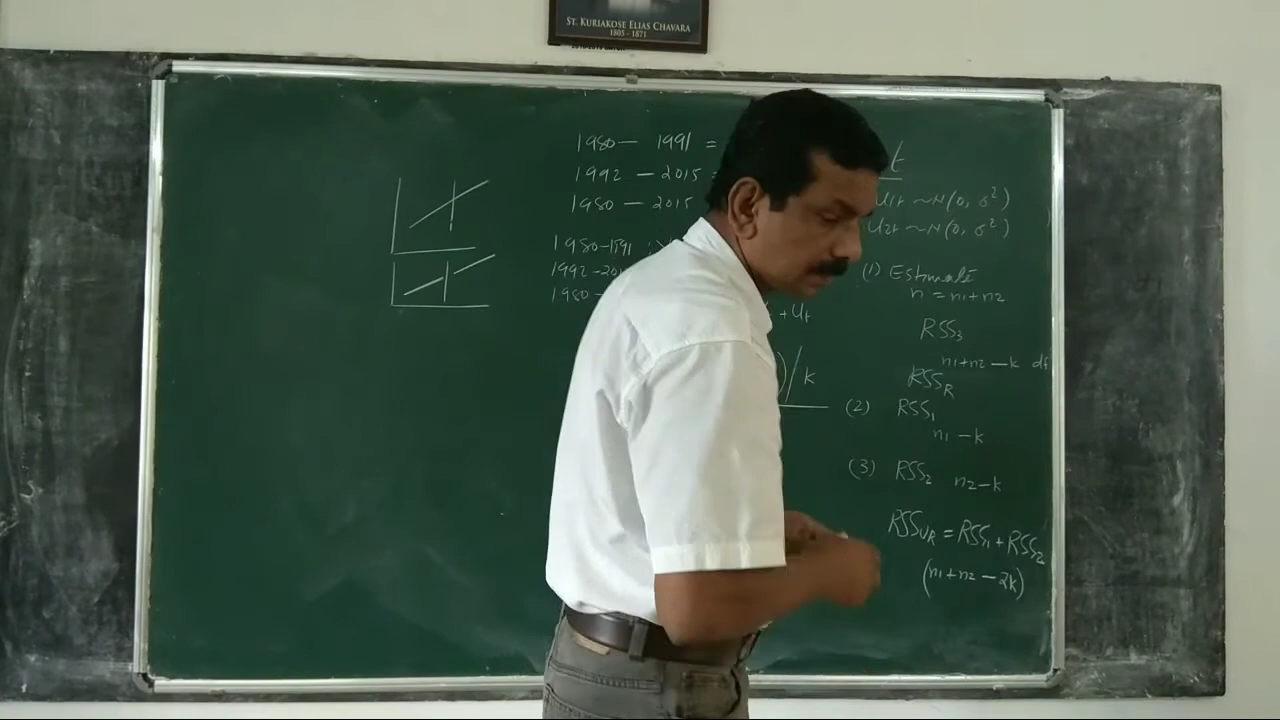 ST. KURIAKOSE ELIAS CHAVARA
1805 - 1871
1980 — 1991 =
1992 — 2015 =
1980 — 2015
1980-1991 :
1992-201
1980-
+ Ut
)/k
t
U1t ~ N(0, σ²)
U2t ~ N(0, σ²)
(1) Estimate
n = n1+n2
RSS3
n1+n2 — k df
RSSR
(2) RSS1
n1 — k
(3) RSS2 n2 — k
RSSUR = RSS1 + RSS2
(n1+n2 — 2k)